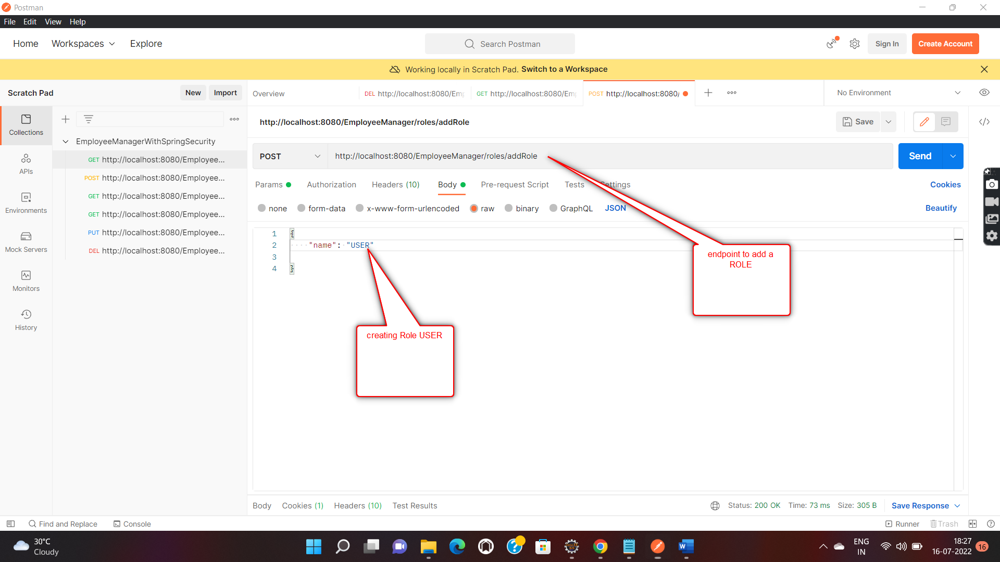 Postman
File Edit View Help
Home Workspaces Explore
Search Postman
Sign In
Create Account
Working locally in Scratch Pad. Switch to a Workspace
Scratch Pad
New
Import
Overview
DEL http://localhost:8080/Em
GET http://localhost:8080/Em
POST http://localhost:8080/
No Environment
Collections
APIs
Environments
Mock Servers
Monitors
History
EmployeeManagerWithSpringSecurity
GET http://localhost:8080/Employee...
POST http://localhost:8080/Employee...
GET http://localhost:8080/Employee...
GET http://localhost:8080/Employee...
PUT http://localhost:8080/Employee...
DEL http://localhost:8080/Employee...
http://localhost:8080/EmployeeManager/roles/addRole
Save
POST http://localhost:8080/EmployeeManager/roles/addRole
Send
Params Authorization Headers (10) Body Pre-request Script Tests Settings
Cookies
none form-data x-www-form-urlencoded raw binary GraphQL JSON
Beautify
1 {
2 "name": "USER"
3
4 }
endpoint to add a
ROLE
creating Role USER
Body Cookies (1) Headers (10) Test Results
Status: 200 OK Time: 73 ms Size: 305 B Save Response
Find and Replace Console
Runner Trash
30°C
Cloudy
ENG
IN
18:27
16-07-2022
16